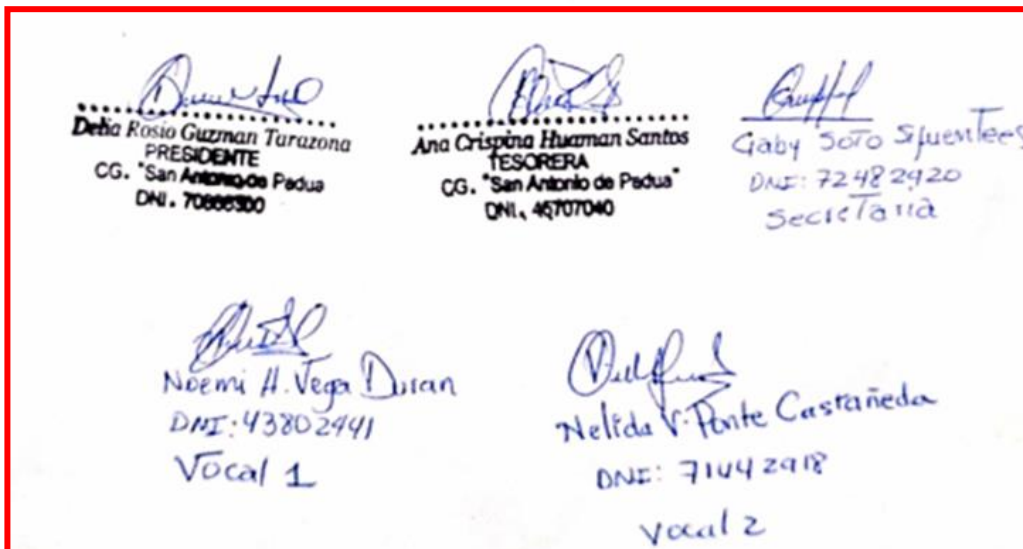 Delia Rosio Guzman Tarazona
PRESIDENTE
CG. "San Antonio de Padua
DNI.
Ana Crispina Huaman Santos
TESORERA
CG. "San Antonio de Padua"
DNI. 46707040
Gaby Soto Sifuentees
DNI: 72482920
Secretaria
Noemi H. Vega Duran
DNI: 43802441
Vocal 1
Nelida V. Ponte Castañeda
DNI: 71442918
Vocal 2